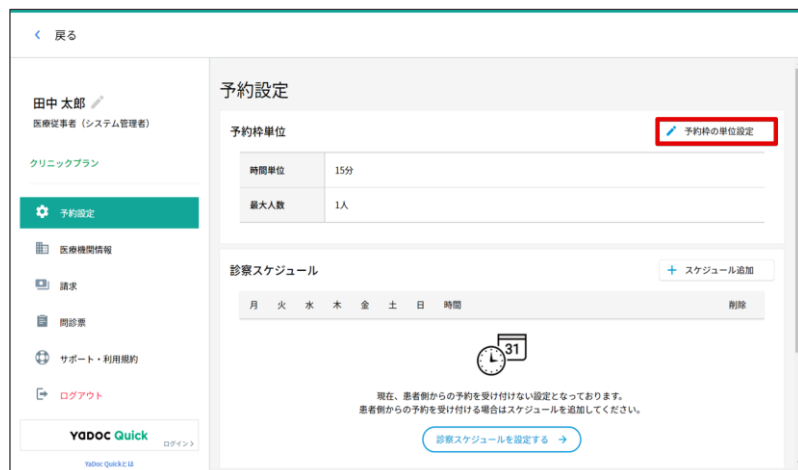 戻る
田中 太郎
医療従事者（システム管理者）
クリニックプラン
予約設定
医療機関情報
請求
問診票
サポート・利用規約
ログアウト
YaDOC Quick
ログイン
YaDoc Quickとは
予約設定
予約枠単位
予約枠の単位設定
時間単位 15分
最大人数 1人
診察スケジュール
+ スケジュール追加
月 火 水 木 金 土 日 時間 削除
31
現在、患者側からの予約を受け付けない設定となっております。
患者側からの予約を受け付ける場合はスケジュールを追加してください。
診察スケジュールを設定する →